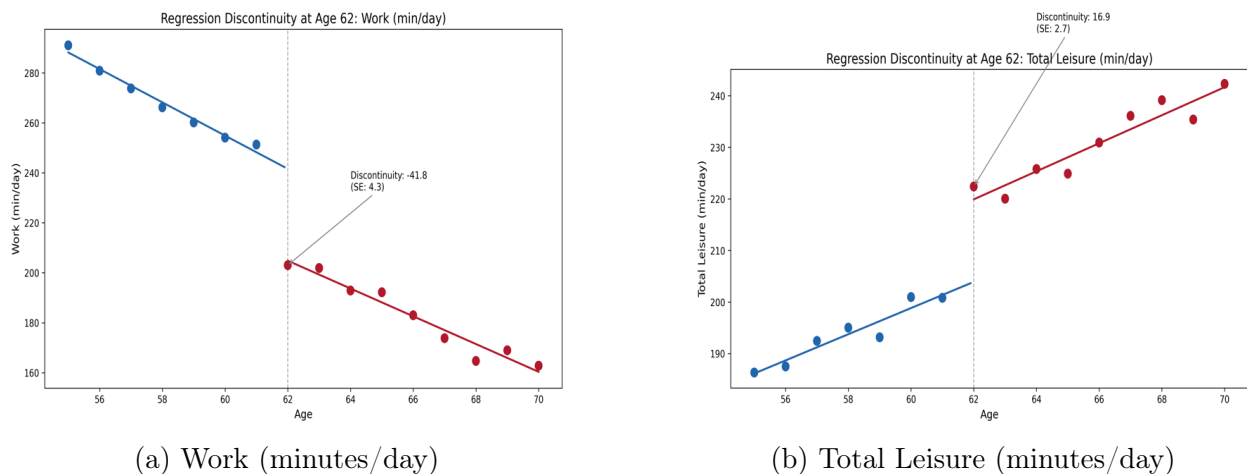 Regression Discontinuity at Age 62: Work (min/day)
280
260
240
220
200
180
160
Work (min/day)
Discontinuity: -41.8
(SE: 4.3)
56 58 60 62 64 66 68 70
Age
(a) Work (minutes/day)
Discontinuity: 16.9
(SE: 2.7)
Regression Discontinuity at Age 62: Total Leisure (min/day)
240
230
220
210
200
190
Total Leisure (min/day)
56 58 60 62 64 66 68 70
Age
(b) Total Leisure (minutes/day)